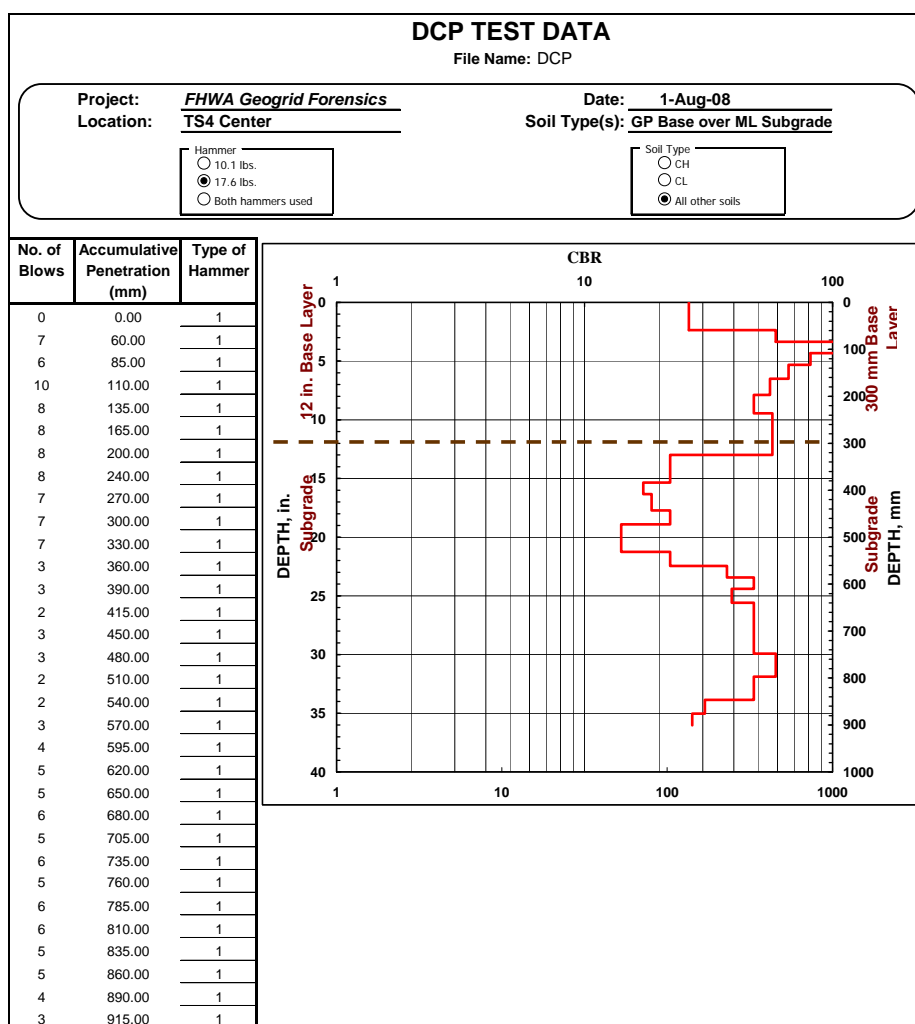 DCP TEST DATA
File Name: DCP
Project: FHWA Geogrid Forensics Date: 1-Aug-08
Location: TS4 Center Soil Type(s): GP Base over ML Subgrade
Hammer
10.1 lbs.
17.6 lbs.
Both hammers used
Soil Type
CH
CL
All other soils
No. of Blows Accumulative Penetration (mm) Type of Hammer
0 0.00 1
7 60.00 1
6 85.00 1
10 110.00 1
8 135.00 1
8 165.00 1
8 200.00 1
8 240.00 1
7 270.00 1
7 300.00 1
7 330.00 1
3 360.00 1
3 390.00 1
2 415.00 1
3 450.00 1
3 480.00 1
2 510.00 1
2 540.00 1
3 570.00 1
4 595.00 1
5 620.00 1
5 650.00 1
6 680.00 1
5 705.00 1
6 735.00 1
5 760.00 1
6 785.00 1
6 810.00 1
5 835.00 1
5 860.00 1
4 890.00 1
3 915.00 1
CBR
1 10 100
0
5
10
15
20
25
30
35
40
DEPTH, in.
12 in. Base Layer
Subgrade
0
100
200
300
400
500
600
700
800
900
1000
300 mm Base
Layer
Subgrade
DEPTH, mm
1 10 100 1000